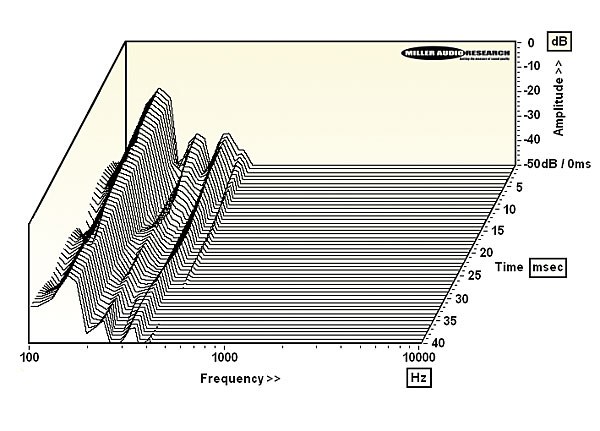 0 dB
MILLER AUDIO RESEARCH
-10
-20
-30
-40
Amplitude >>
-50dB / 0ms
5
10
15
20
Time msec
25
30
35
40
100
1000
10000
Frequency >>
Hz